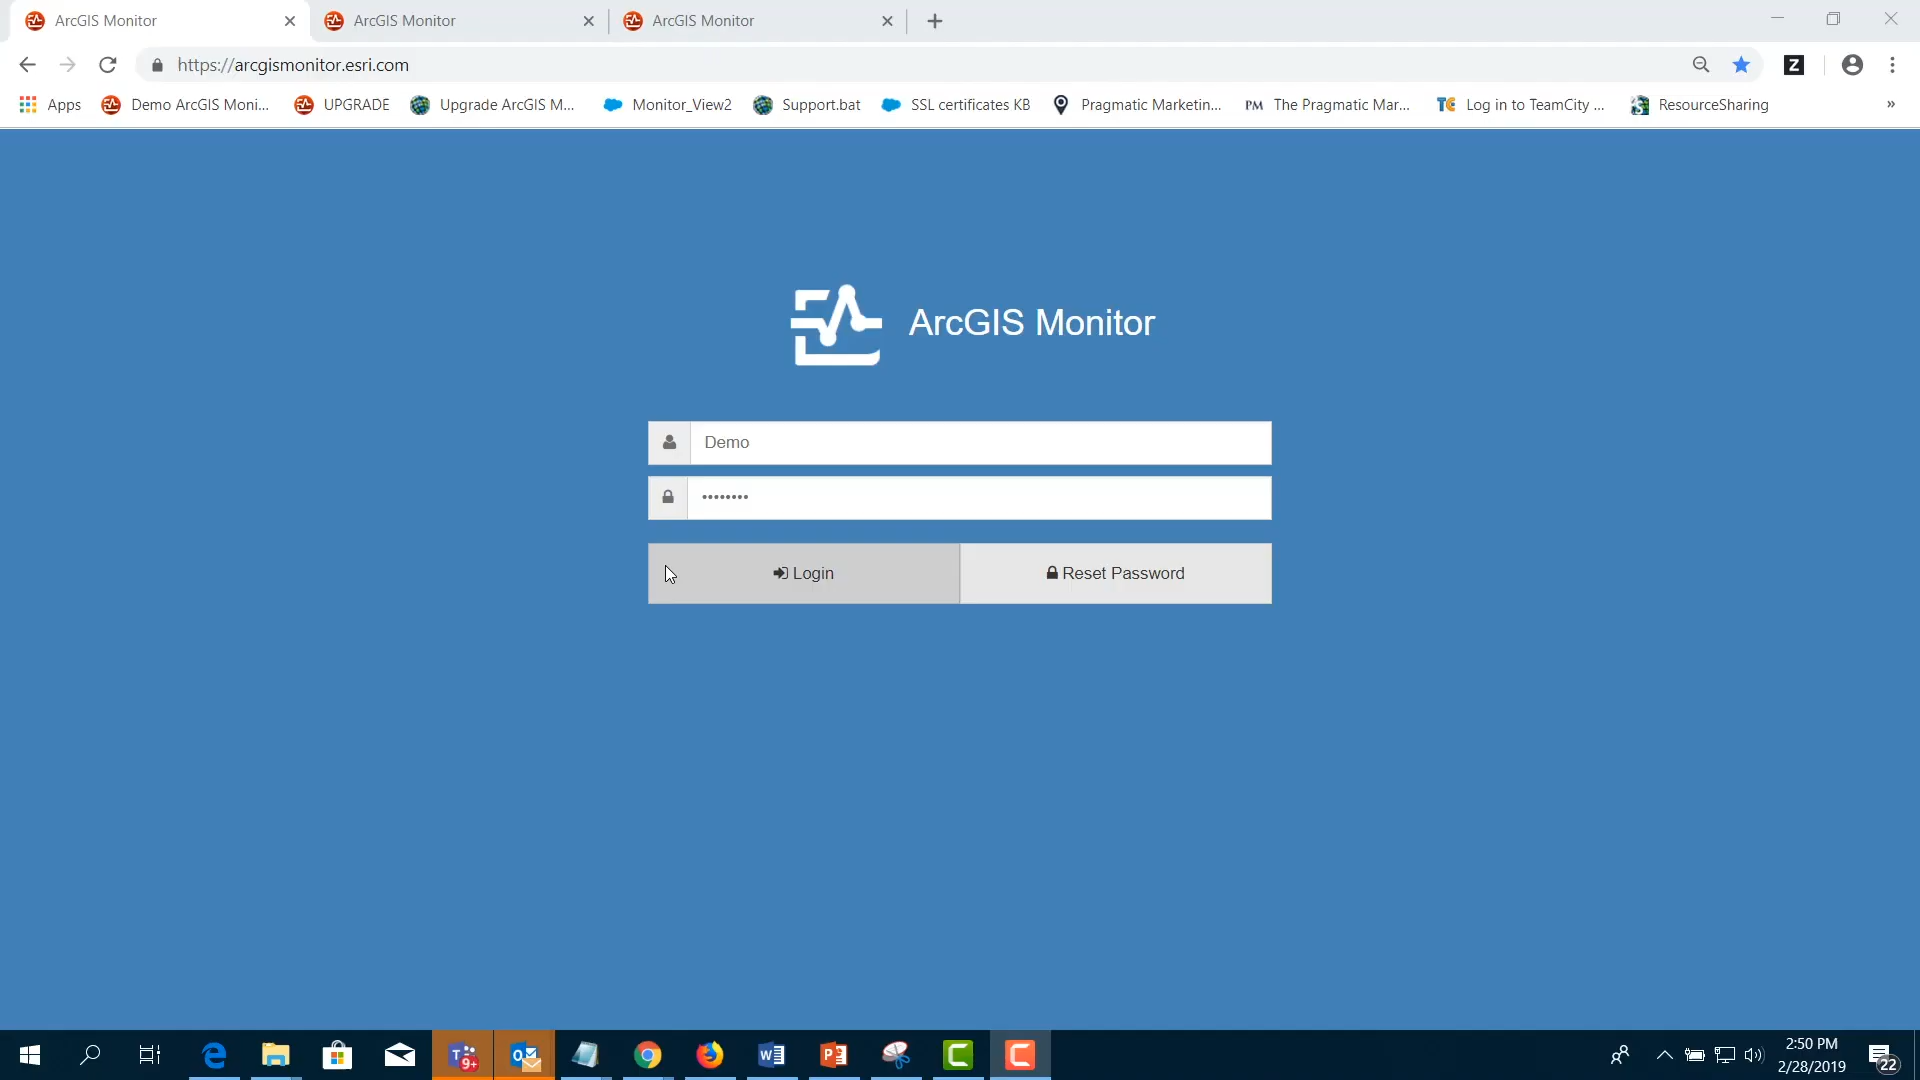 ArcGIS Monitor
ArcGIS Monitor
ArcGIS Monitor
https://arcgismonitor.esri.com
Z
Apps
Demo ArcGIS Moni...
UPGRADE
Upgrade ArcGIS M...
Monitor_View2
Support.bat
SSL certificates KB
Pragmatic Marketin...
PM The Pragmatic Mar...
TC Log in to TeamCity ...
ResourceSharing
»
ArcGIS Monitor
Demo
••••••••
Login
Reset Password
9+
2:50 PM
2/28/2019
22